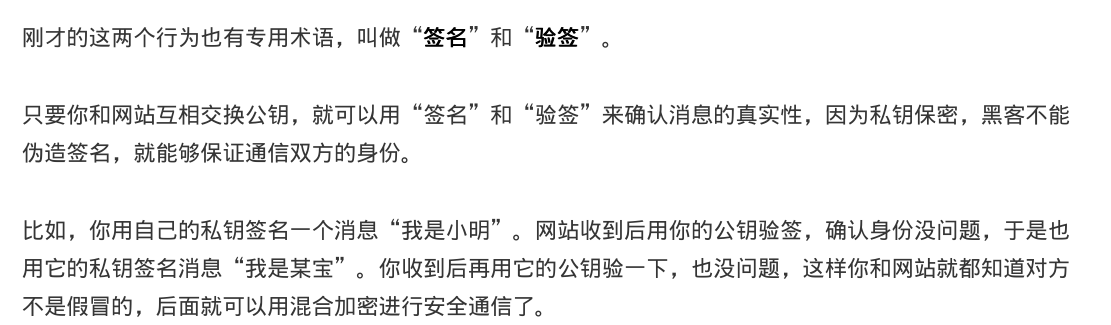 刚才的这两个行为也有专用术语，叫做“签名”和“验签”。
只要你和网站互相交换公钥，就可以用“签名”和“验签”来确认消息的真实性，因为私钥保密，黑客不能
伪造签名，就能够保证通信双方的身份。
比如，你用自己的私钥签名一个消息“我是小明”。网站收到后用你的公钥验签，确认身份没问题，于是也
用它的私钥签名消息“我是某宝”。你收到后再用它的公钥验一下，也没问题，这样你和网站就都知道对方
不是假冒的，后面就可以用混合加密进行安全通信了。